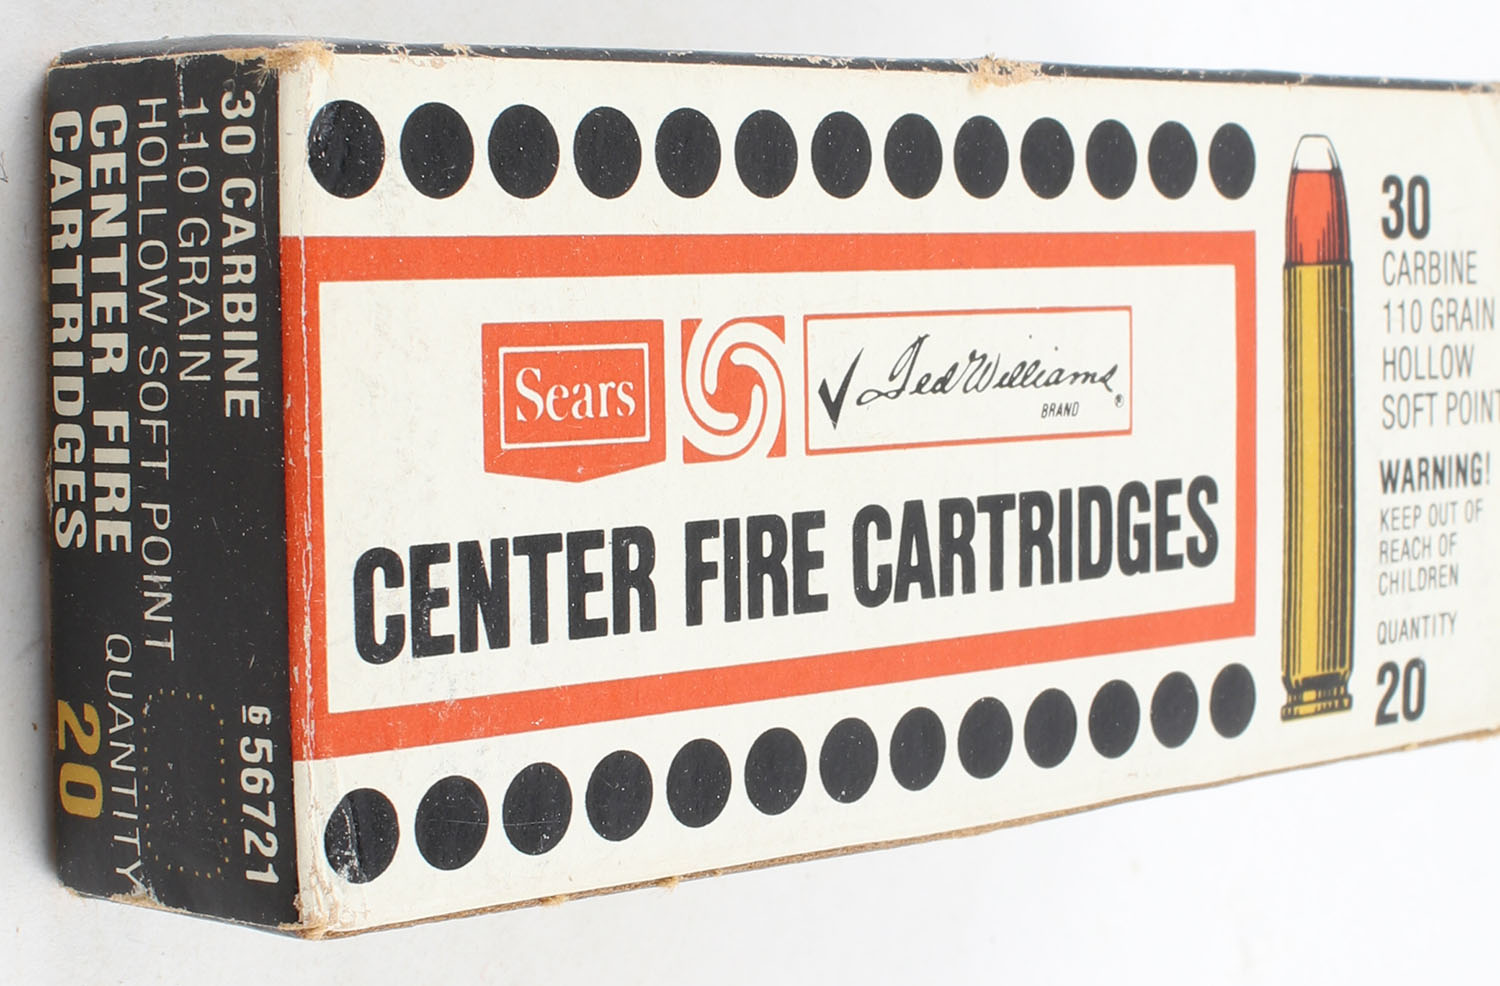 30 CARBINE
110 GRAIN
HOLLOW SOFT POINT
CENTER FIRE
CARTRIDGES
QUANTITY
20
6 56721
Sears
Ted Williams
BRAND
®
CENTER FIRE CARTRIDGES
30
CARBINE
110 GRAIN
HOLLOW
SOFT POINT
WARNING!
KEEP OUT OF
REACH OF
CHILDREN
QUANTITY
20